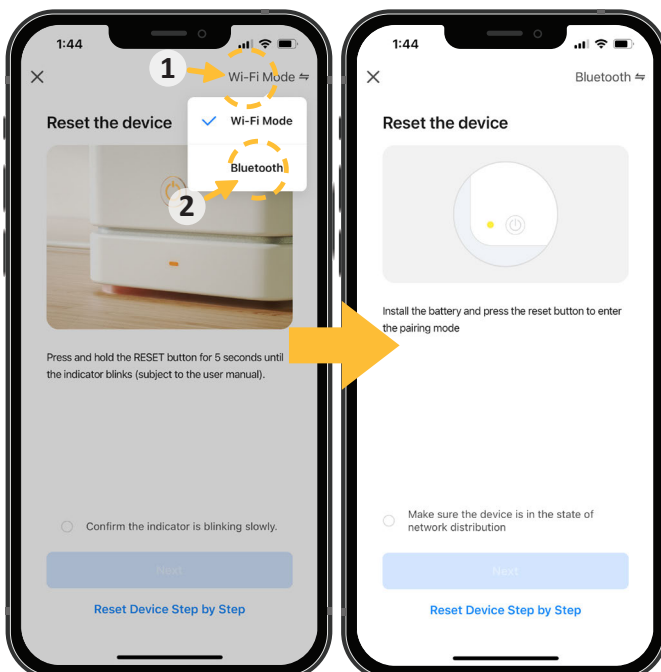 1:44
1
Wi-Fi Mode
Reset the device
Wi-Fi Mode
Bluetooth
2
Press and hold the RESET button for 5 seconds until
the indicator blinks (subject to the user manual).
Confirm the indicator is blinking slowly.
Next
Reset Device Step by Step
1:44
Bluetooth
Reset the device
Install the battery and press the reset button to enter
the pairing mode
Make sure the device is in the state of
network distribution
Next
Reset Device Step by Step